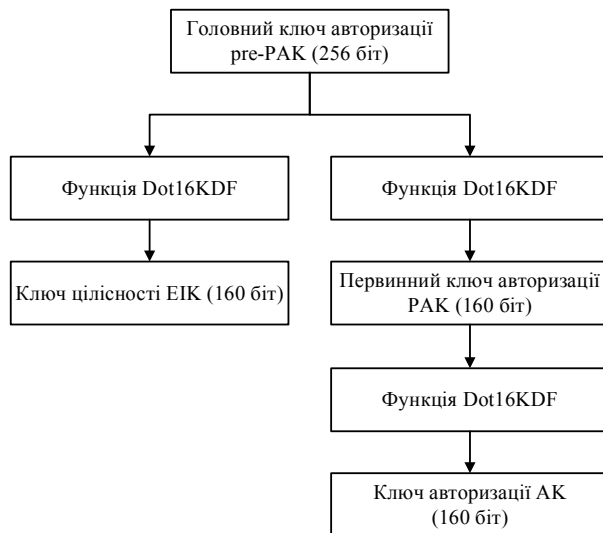 Головний ключ авторизації
pre-PAK (256 біт)
Функція Dot16KDF
Функція Dot16KDF
Ключ цілісності EIK (160 біт)
Первинний ключ авторизації
PAK (160 біт)
Функція Dot16KDF
Ключ авторизації AK
(160 біт)